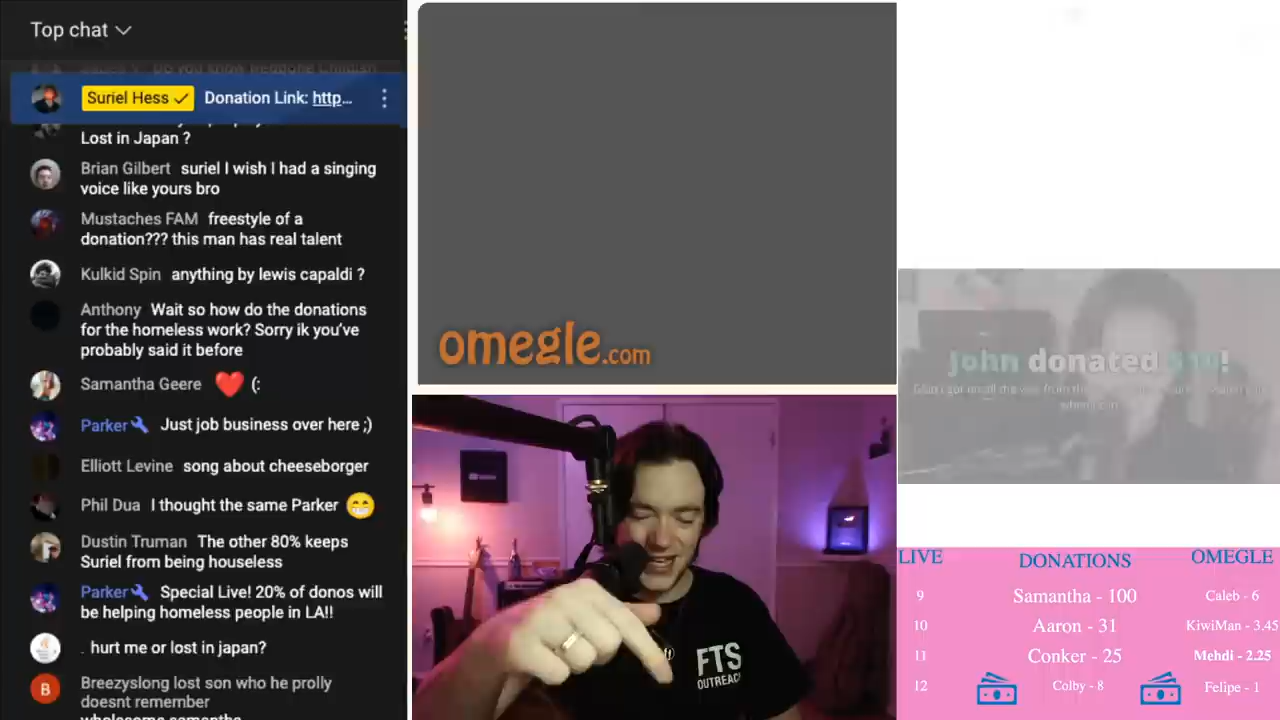 Top chat
Suriel Hess Donation Link: http...
Lost in Japan ?
Brian Gilbert suriel I wish I had a singing
voice like yours bro
Mustaches FAM freestyle of a
donation??? this man has real talent
Kulkid Spin anything by lewis capaldi ?
Anthony Wait so how do the donations
for the homeless work? Sorry ik you've
probably said it before
Samantha Geere ❤️ (:
Parker Just job business over here ;)
Elliott Levine song about cheeseborger
Phil Dua I thought the same Parker 😁
Dustin Truman The other 80% keeps
Suriel from being houseless
Parker Special Live! 20% of donos will
be helping homeless people in LA!!
. hurt me or lost in japan?
B
Breezyslong lost son who he prolly
doesnt remember
wholesome samantha
omegle.com
FTS
OUTREACH
John donated $10!
LIVE DONATIONS OMEGLE
9 Samantha - 100 Caleb - 6
10 Aaron - 31 KiwiMan - 3.45
11 Conker - 25 Mehdi - 2.25
12 Colby - 8 Felipe - 1